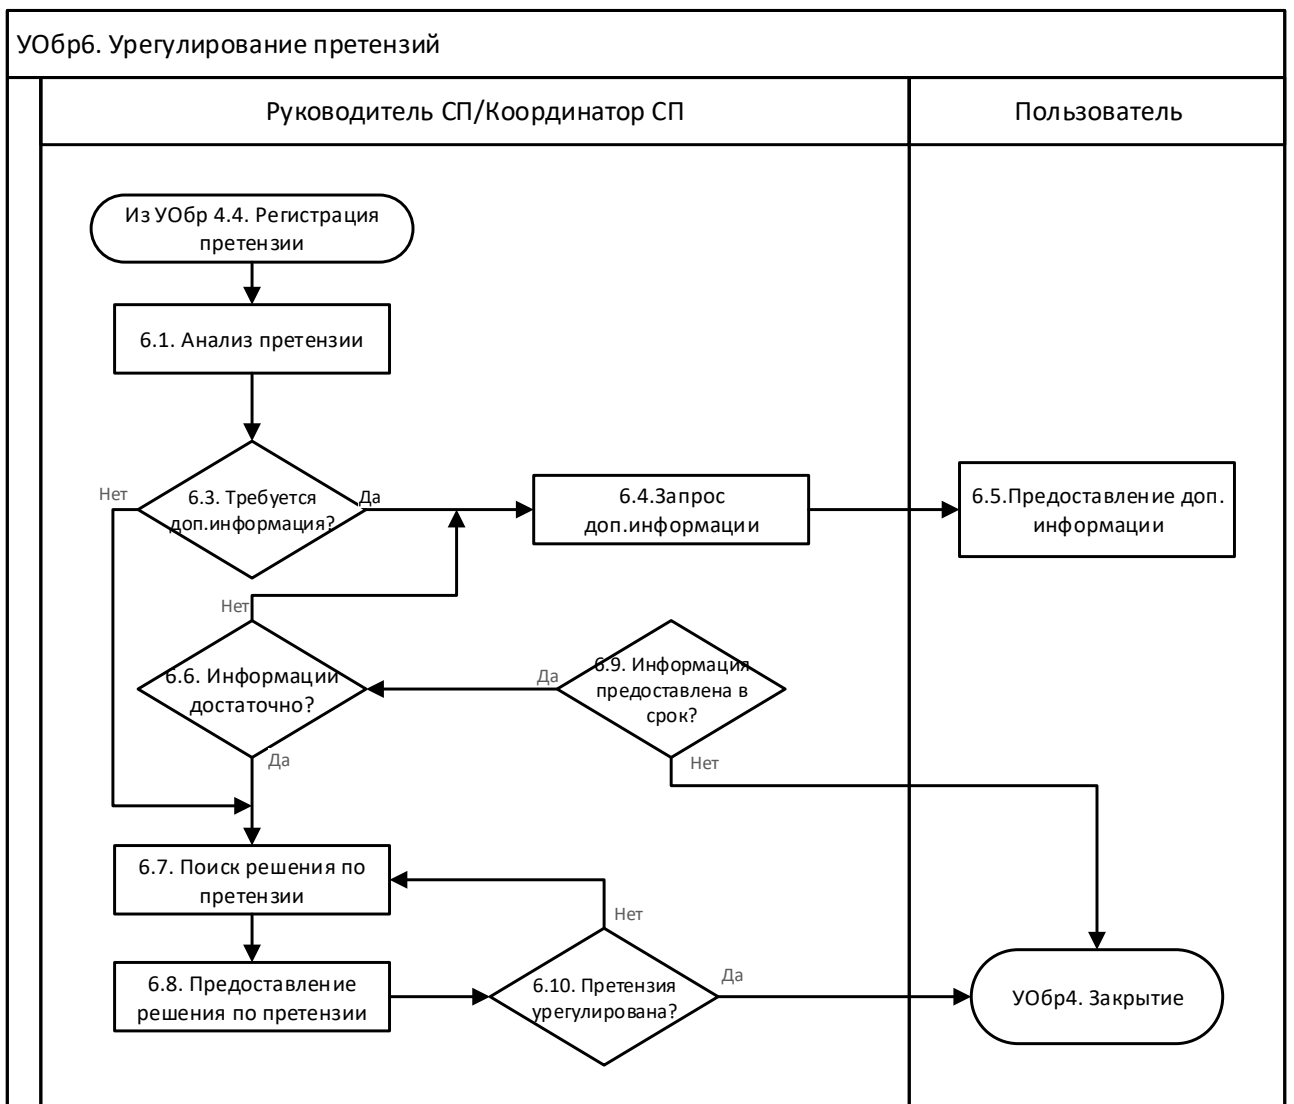 УОбр6. Урегулирование претензий
Руководитель СП/Координатор СП
Пользователь
Из УОбр 4.4. Регистрация
претензии
6.1. Анализ претензии
Нет
6.3. Требуется
доп.информация?
Да
6.4.Запрос
доп.информации
6.5.Предоставление доп.
информации
Нет
6.6. Информации
достаточно?
Да
Да
6.9. Информация
предоставлена в
срок?
Нет
6.7. Поиск решения по
претензии
Нет
6.8. Предоставление
решения по претензии
6.10. Претензия
урегулирована?
Да
УОбр4. Закрытие